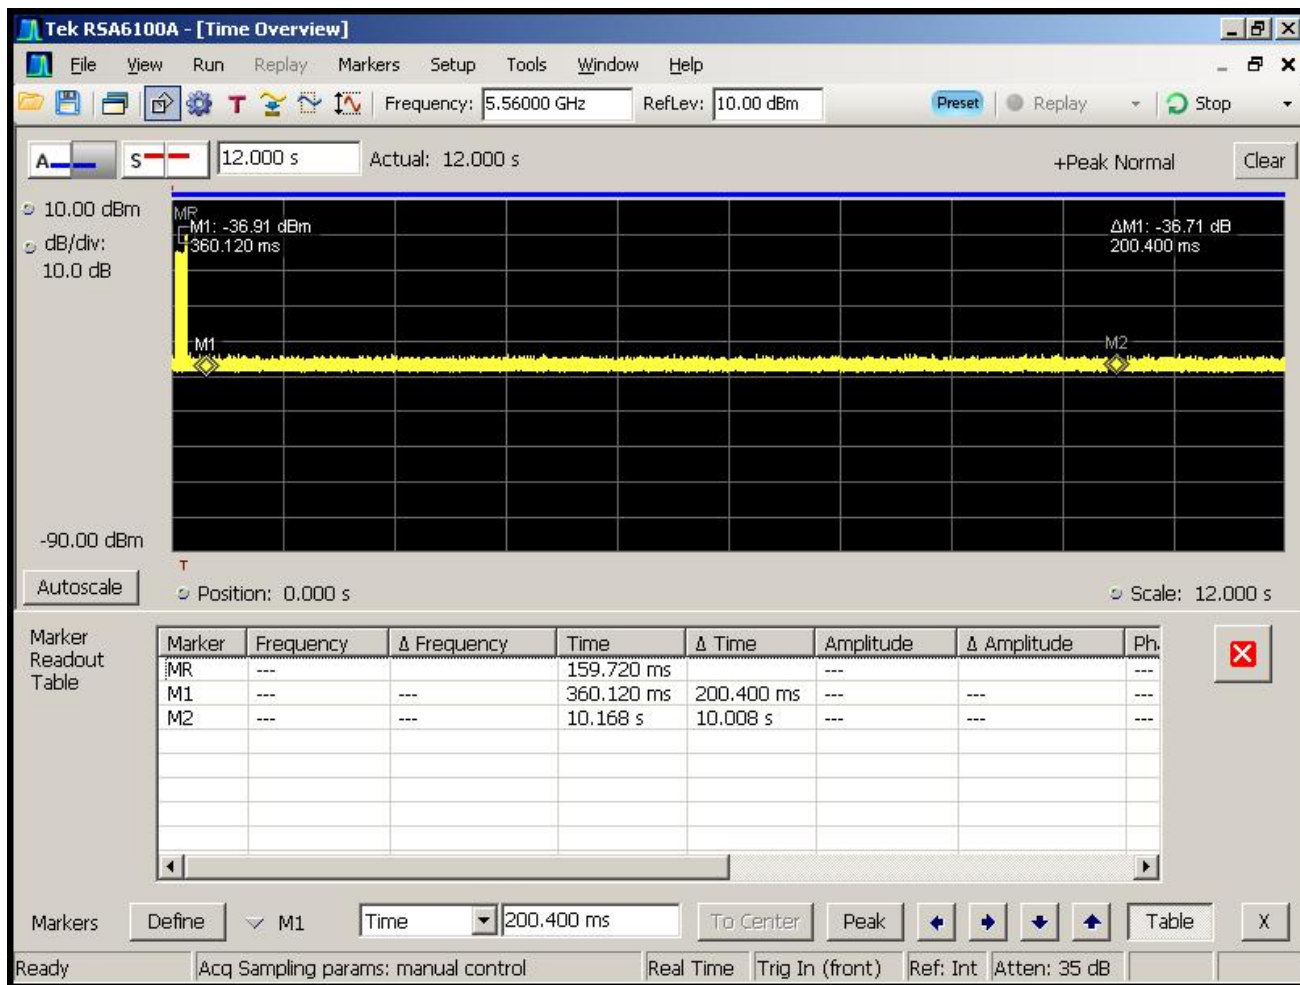 Tek RSA6100A - [Time Overview]
File View Run Replay Markers Setup Tools Window Help
T Frequency: 5.56000 GHz RefLev: 10.00 dBm Preset Replay Stop
A S 12.000 s Actual: 12.000 s +Peak Normal Clear
10.00 dBm
dB/div:
10.0 dB
MR
M1: -36.91 dBm
360.120 ms
ΔM1: -36.71 dB
200.400 ms
M1 M2
-90.00 dBm
T
Autoscale Position: 0.000 s Scale: 12.000 s
Marker
Readout
Table
Marker Frequency Δ Frequency Time Δ Time Amplitude Δ Amplitude Ph
MR --- 159.720 ms --- ---
M1 --- --- 360.120 ms 200.400 ms --- --- ---
M2 --- --- 10.168 s 10.008 s --- --- ---
Markers Define M1 Time 200.400 ms To Center Peak Table X
Ready Acq Sampling params: manual control Real Time Trig In (front) Ref: Int Atten: 35 dB